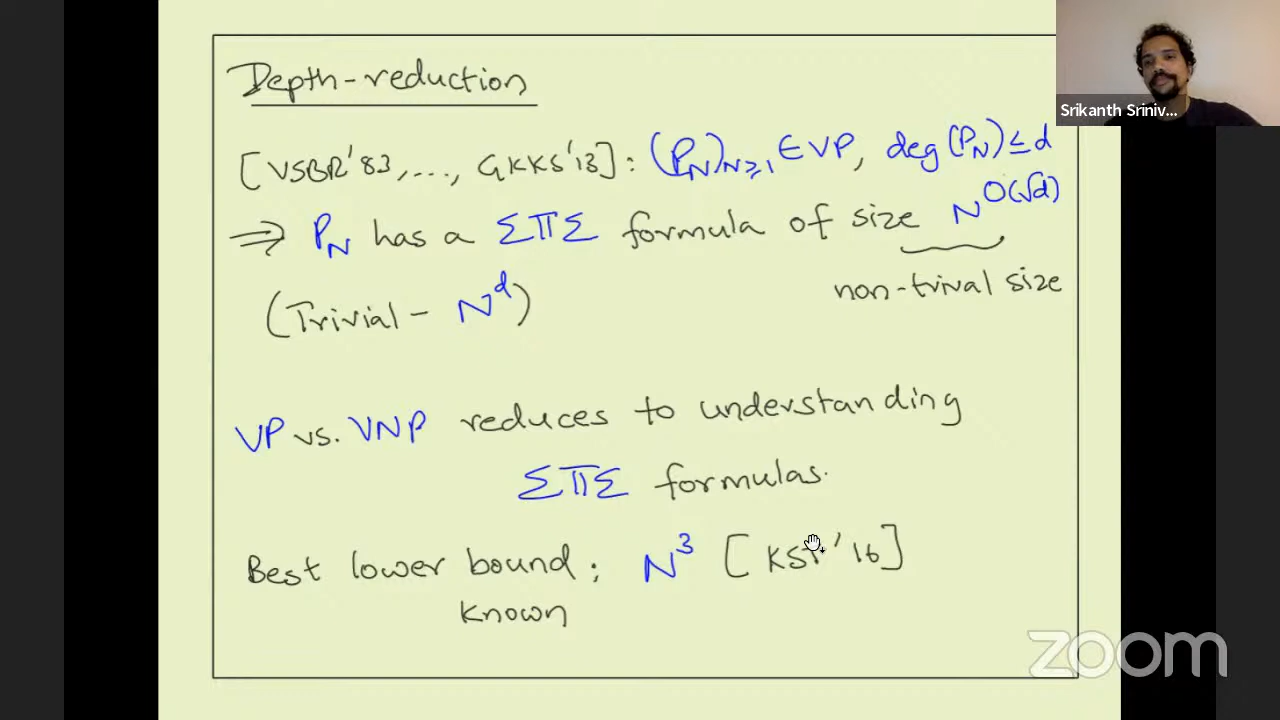 Depth-reduction
Srikanth Sriniv...
[VSBR'83,..., GKKS'13]: (P_N)_{N≥1} ∈ VP, deg(P_N) ≤ d
⇒ P_N has a ΣΠΣ formula of size N^{O(√d)}
non-trival size
(Trivial - N^d)
VP vs. VNP reduces to understanding
ΣΠΣ formulas.
Best lower bound: N^3 [KST'16]
known
zoom